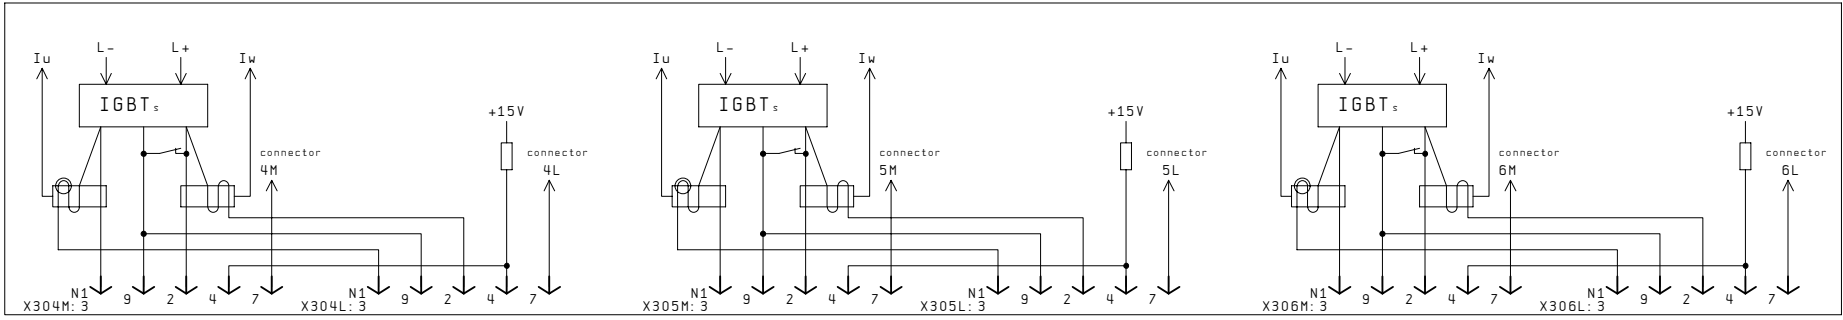 L- L+ L- L+ L- L+
Iu Iw Iu Iw Iu Iw
IGBTs IGBTs IGBTs
+15V +15V +15V
connector connector connector connector connector connector
4M 4L 5M 5L 6M 6L
N1 9 2 4 7 N1 9 2 4 7 N1 9 2 4 7 N1 9 2 4 7 N1 9 2 4 7 N1 9 2 4 7
X304M:3 X304L:3 X305M:3 X305L:3 X306M:3 X306L:3